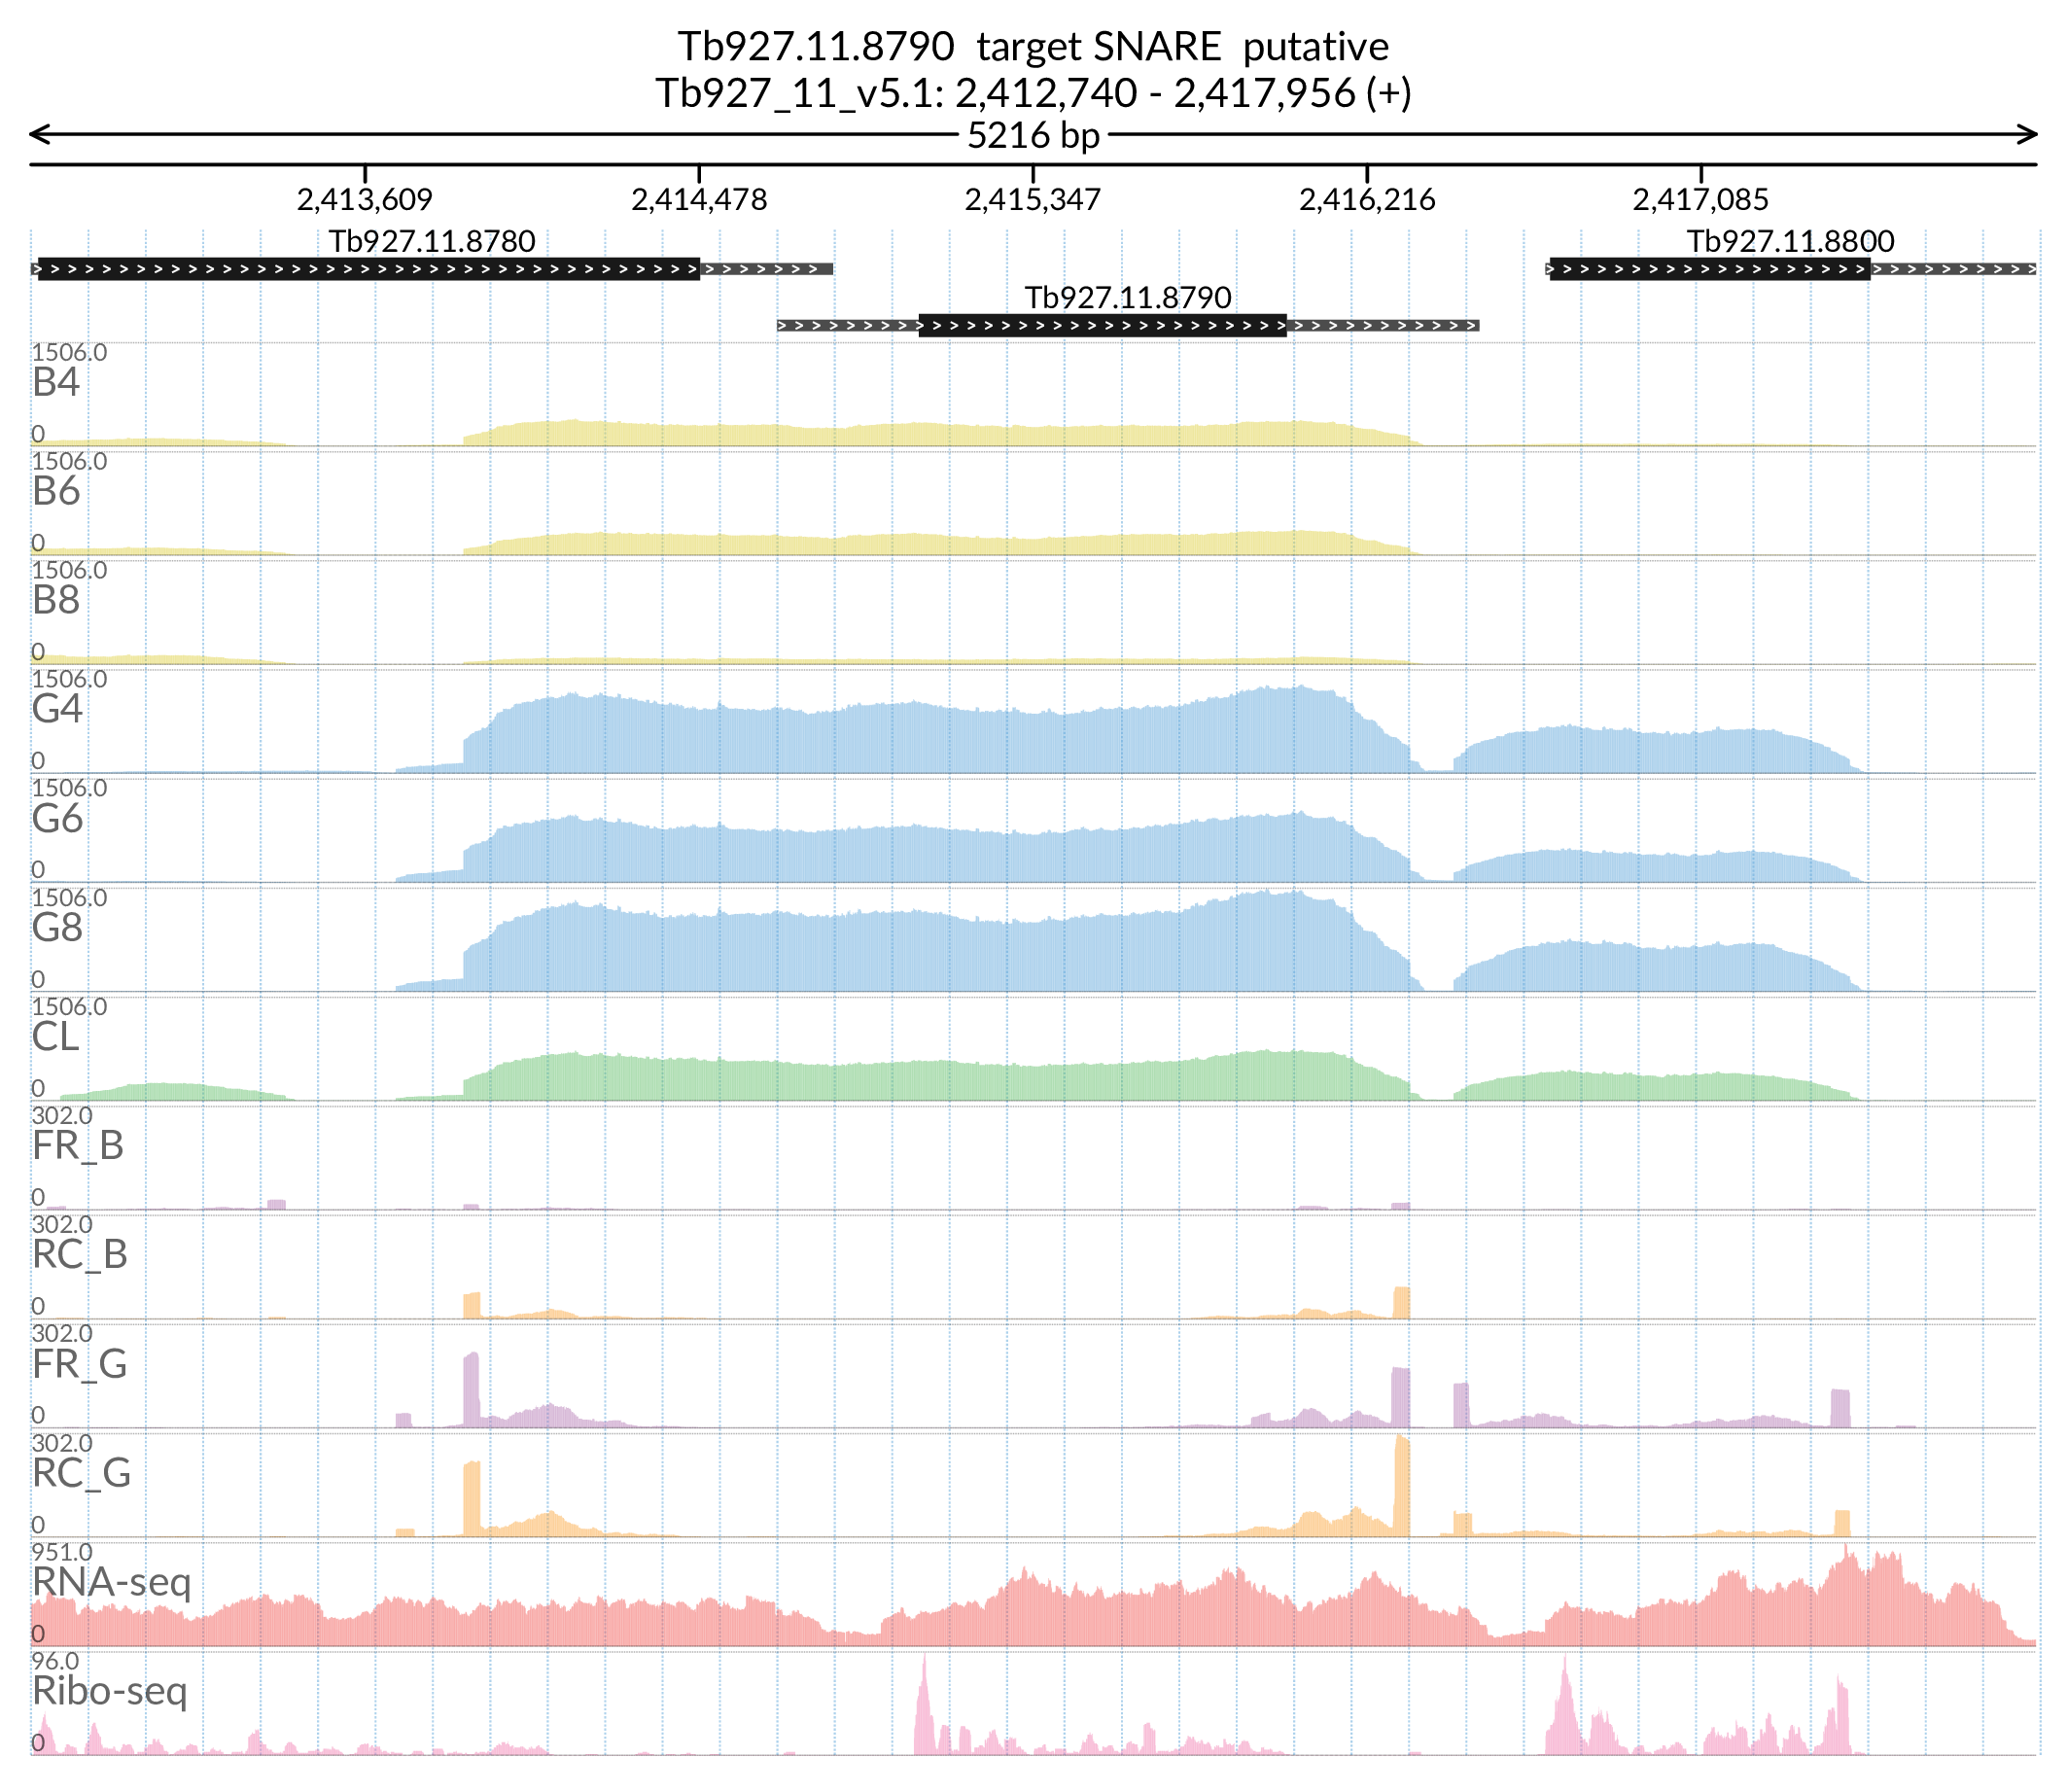 Tb927.11.8790 target SNARE putative
Tb927_11_v5.1: 2,412,740 - 2,417,956 (+)
5216 bp
2,413,609 2,414,478 2,415,347 2,416,216 2,417,085
Tb927.11.8780 Tb927.11.8800
Tb927.11.8790
1506.0
B4
0
1506.0
B6
0
1506.0
B8
0
1506.0
G4
0
1506.0
G6
0
1506.0
G8
0
1506.0
CL
0
302.0
FR_B
0
302.0
RC_B
0
302.0
FR_G
0
302.0
RC_G
0
951.0
RNA-seq
0
96.0
Ribo-seq
0